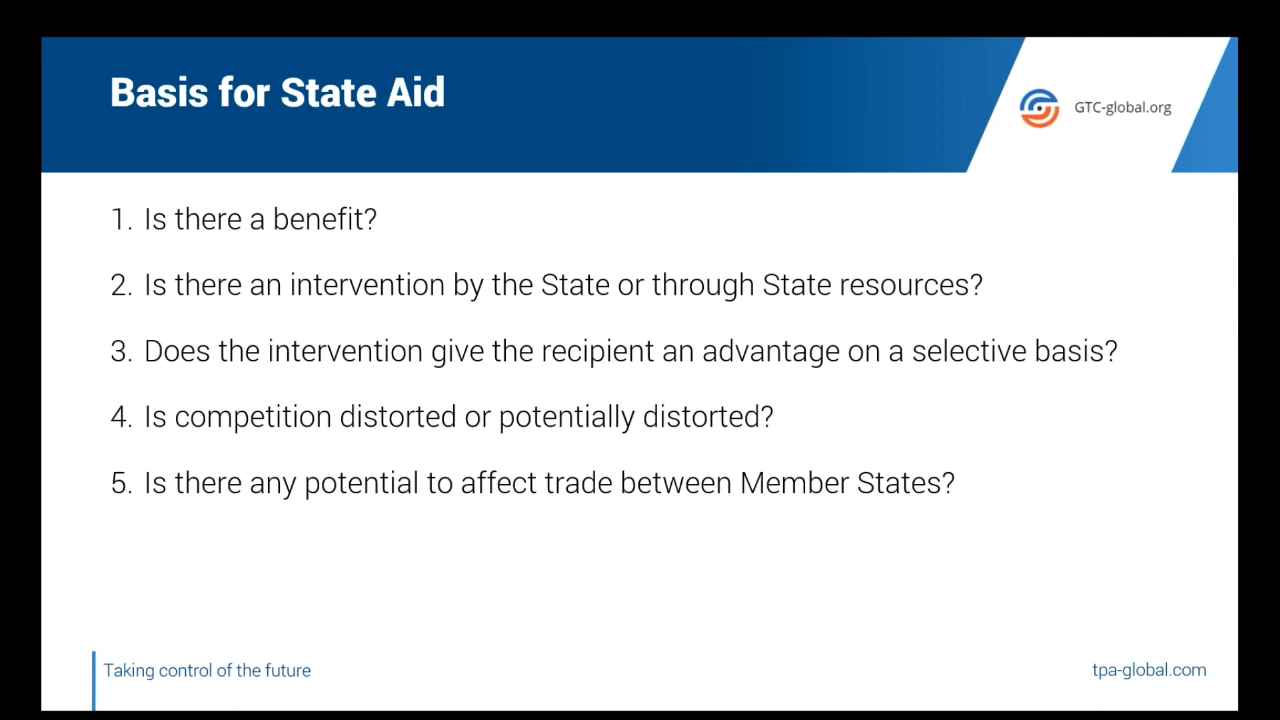 Basis for State Aid
GTC-global.org
1. Is there a benefit?
2. Is there an intervention by the State or through State resources?
3. Does the intervention give the recipient an advantage on a selective basis?
4. Is competition distorted or potentially distorted?
5. Is there any potential to affect trade between Member States?
Taking control of the future
tpa-global.com